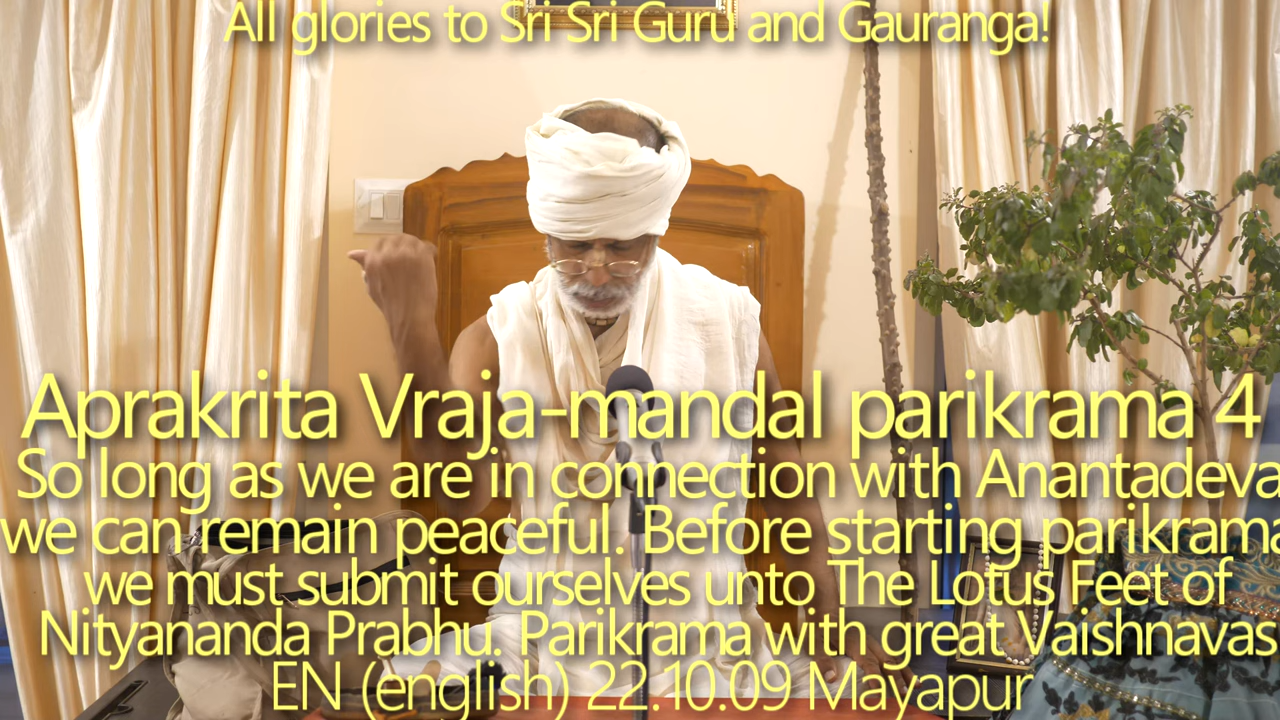 All glories to Sri Sri Guru and Gauranga!
Aprakrita Vraja-mandal parikrama 4
So long as we are in connection with Anantadeva
we can remain peaceful. Before starting parikrama
we must submit ourselves unto The Lotus Feet of
Nityananda Prabhu. Parikrama with great Vaishnavas
EN (english) 22.10.09 Mayapur